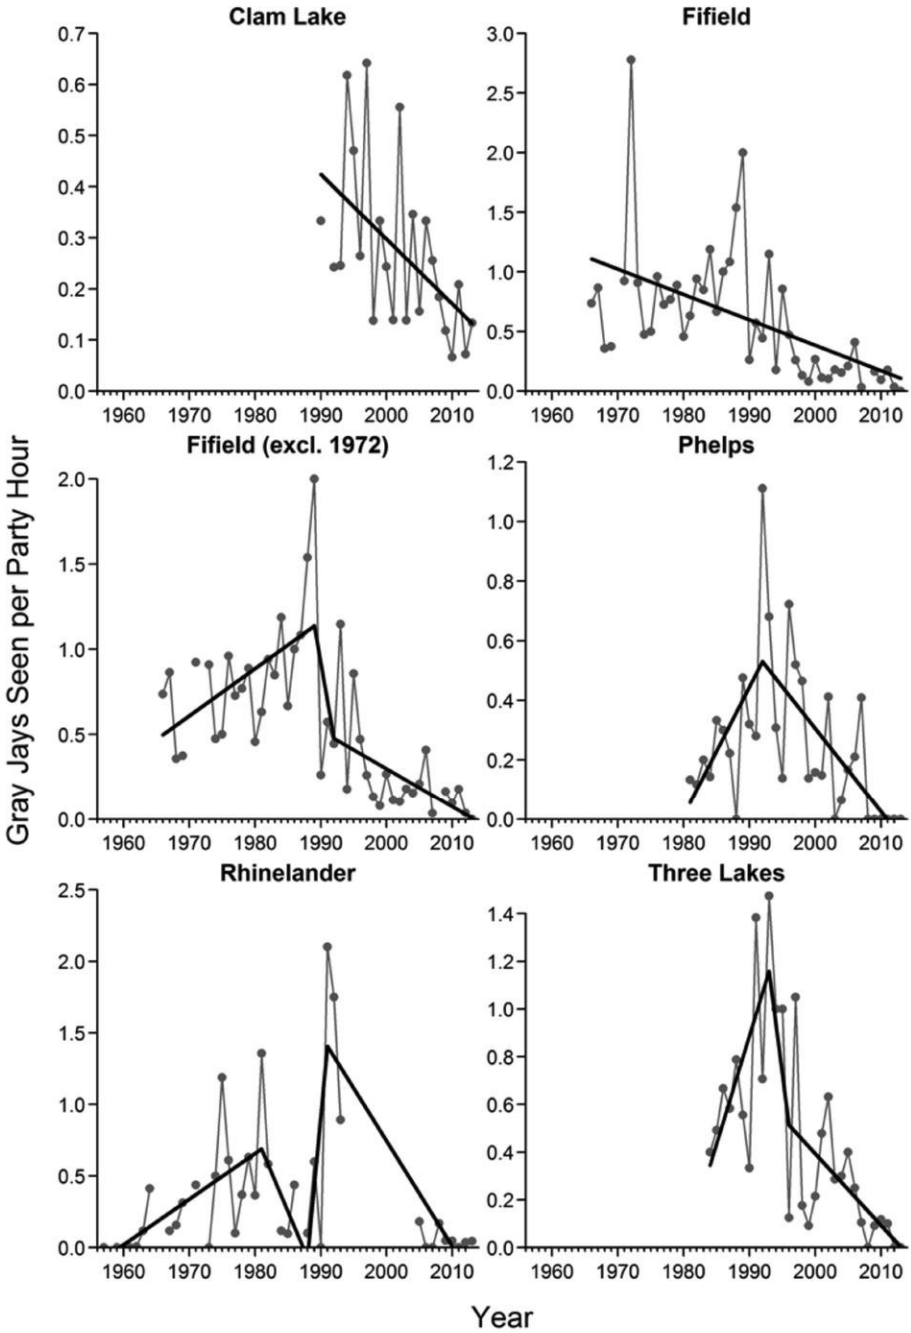 Clam Lake
Fifield
0.7
0.6
0.5
0.4
0.3
0.2
0.1
0.0
1960 1970 1980 1990 2000 2010
3.0
2.5
2.0
1.5
1.0
0.5
0.0
1960 1970 1980 1990 2000 2010
Fifield (excl. 1972)
Phelps
2.0
1.5
1.0
0.5
0.0
1960 1970 1980 1990 2000 2010
1.2
1.0
0.8
0.6
0.4
0.2
0.0
1960 1970 1980 1990 2000 2010
Rhinelander
Three Lakes
2.5
2.0
1.5
1.0
0.5
0.0
1960 1970 1980 1990 2000 2010
1.4
1.2
1.0
0.8
0.6
0.4
0.2
0.0
1960 1970 1980 1990 2000 2010
Gray Jays Seen per Party Hour
Year